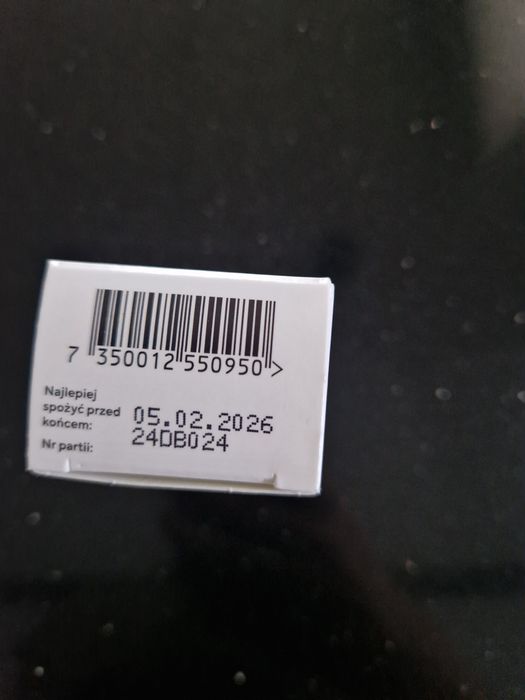 7 350012 550950 >
Najlepiej
spożyć przed
końcem: 05.02.2026
Nr partii: 24DB024